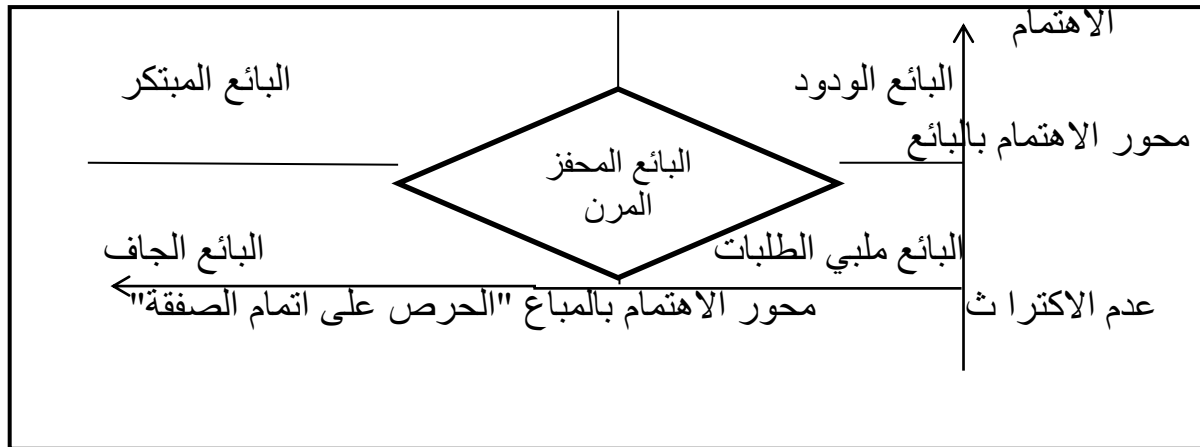 الاهتمام
البائع الودود
البائع المبتكر
محور الاهتمام بالبائع
البائع المحفز
المرن
البائع ملبي الطلبات
البائع الجاف
عدم الاكترا ث
محور الاهتمام بالمباع "الحرص على اتمام الصفقة"